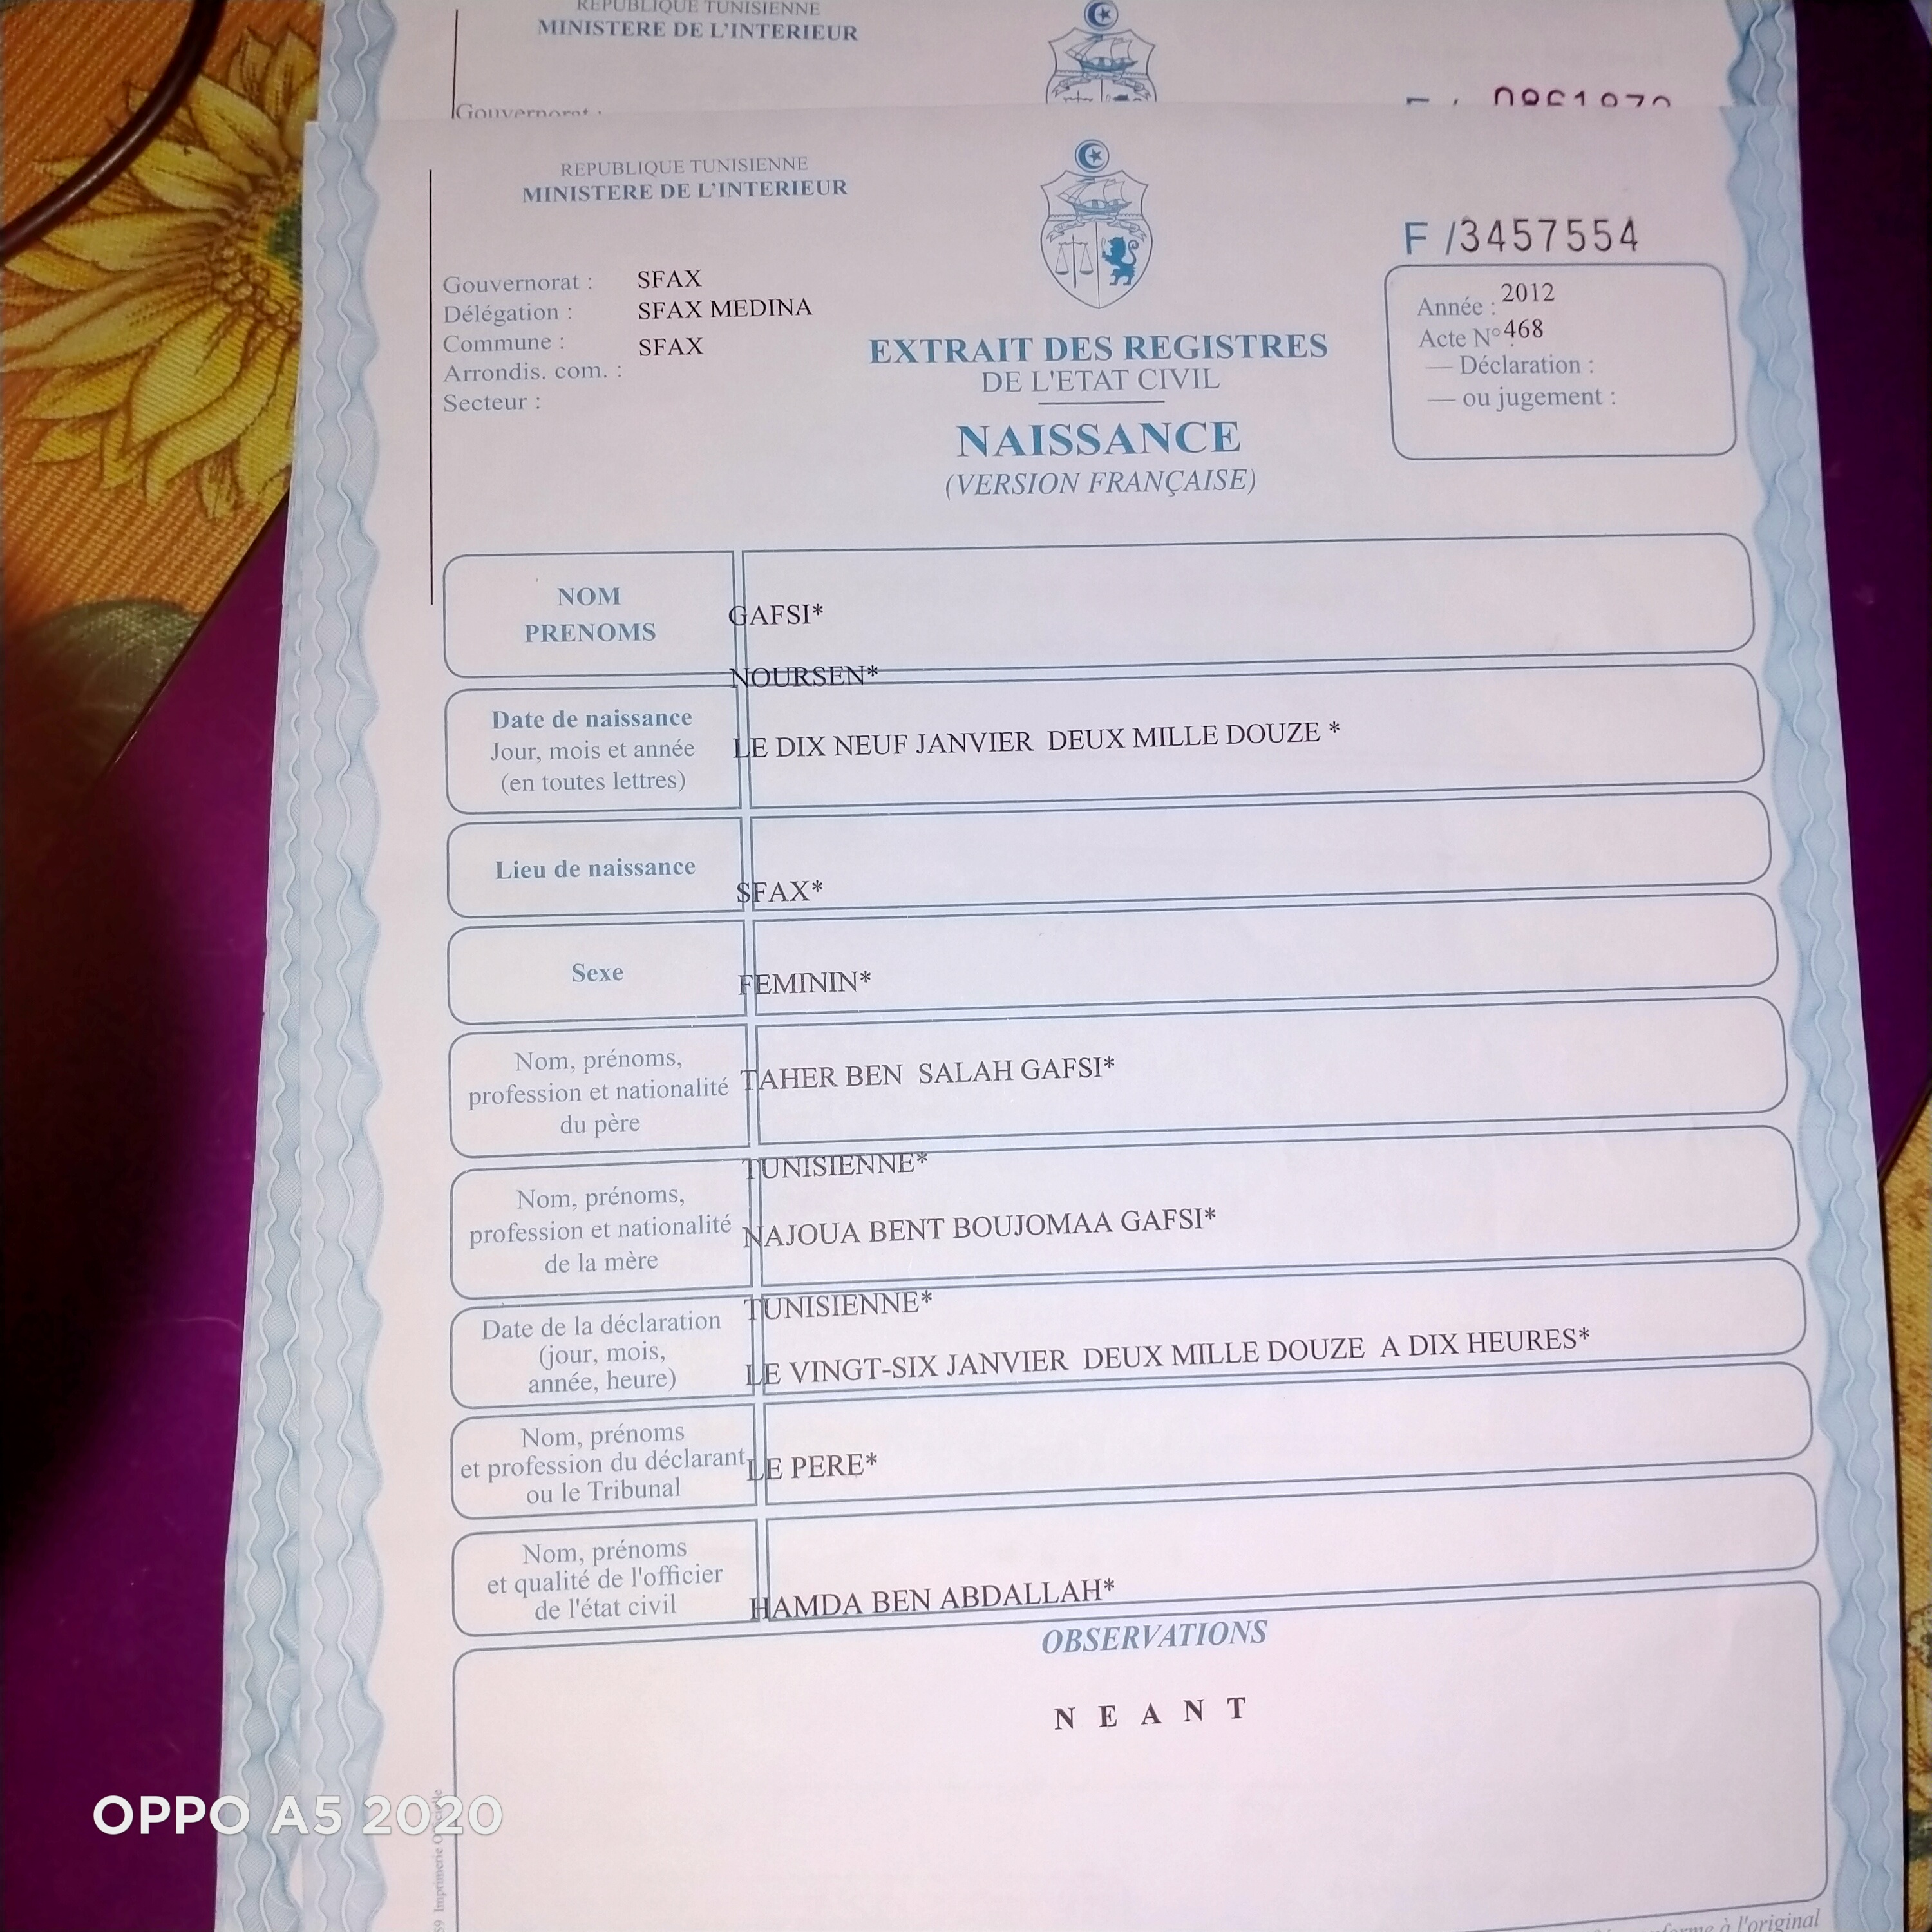 REPUBLIQUE TUNISIENNE
MINISTERE DE L'INTERIEUR
Gouvernorat :
REPUBLIQUE TUNISIENNE
MINISTERE DE L'INTERIEUR
F /3457554
Gouvernorat : SFAX
Délégation : SFAX MEDINA
Commune : SFAX
Arrondis. com. :
Secteur :
Année : 2012
Acte N° 468
— Déclaration :
— ou jugement :
EXTRAIT DES REGISTRES
DE L'ETAT CIVIL
NAISSANCE
(VERSION FRANÇAISE)
NOM
PRENOMS
GAFSI*
NOURSEN*
Date de naissance
Jour, mois et année
(en toutes lettres)
LE DIX NEUF JANVIER DEUX MILLE DOUZE *
Lieu de naissance
SFAX*
Sexe
FEMININ*
Nom, prénoms,
profession et nationalité
du père
TAHER BEN SALAH GAFSI*
TUNISIENNE*
Nom, prénoms,
profession et nationalité
de la mère
NAJOUA BENT BOUJOMAA GAFSI*
TUNISIENNE*
Date de la déclaration
(jour, mois,
année, heure)
LE VINGT-SIX JANVIER DEUX MILLE DOUZE A DIX HEURES*
Nom, prénoms
et profession du déclarant
ou le Tribunal
LE PERE*
Nom, prénoms
et qualité de l'officier
de l'état civil
HAMDA BEN ABDALLAH*
OBSERVATIONS
N E A N T
OPPO A5 2020
Imprimerie
à l'original